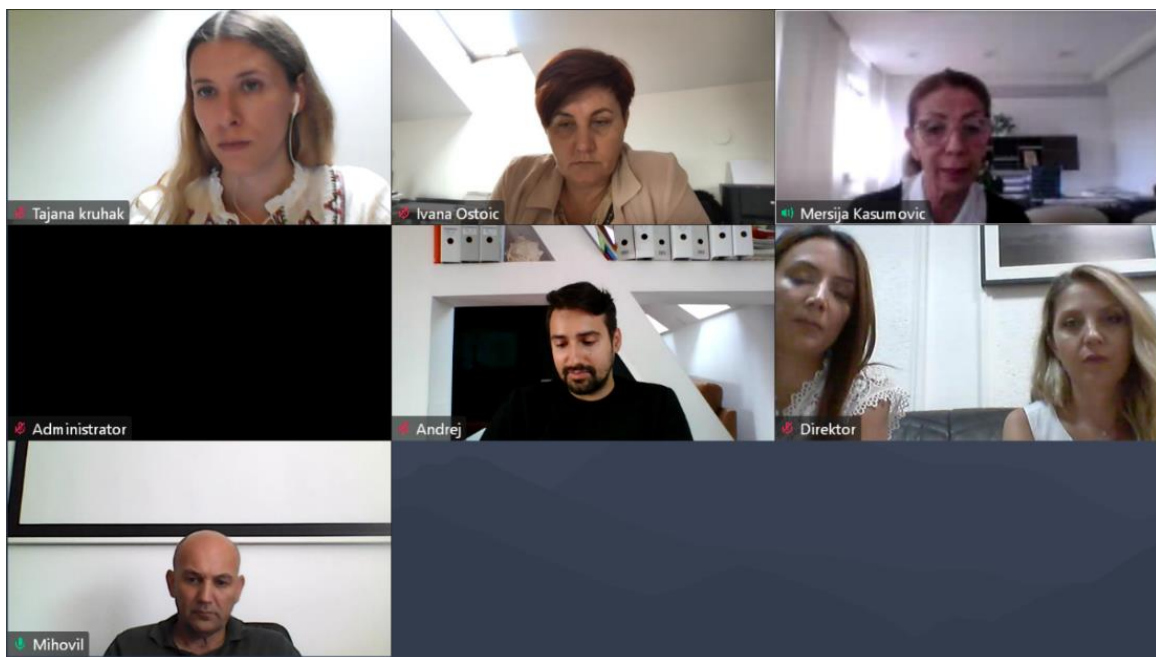 Tajana kruhak
Ivana Ostoic
Mersija Kasumovic
Administrator
Andrej
Direktor
Mihovil